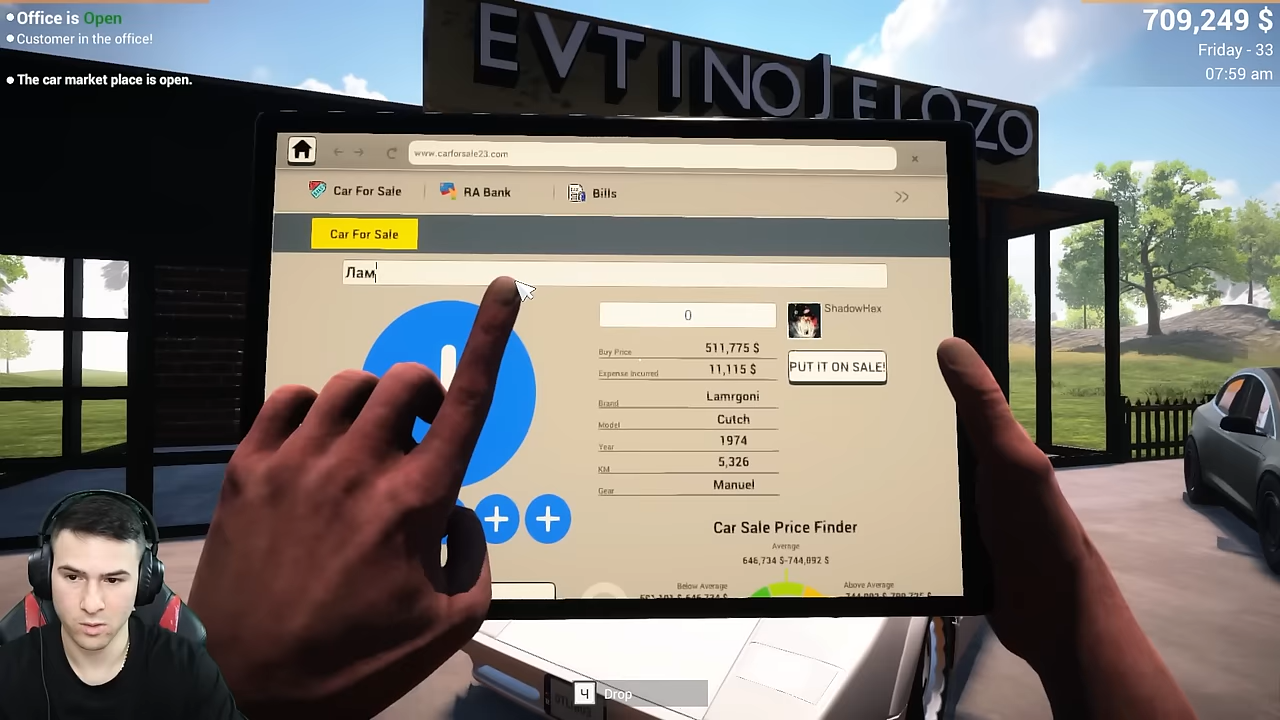 Office is Open
Customer in the office!
The car market place is open.
709,249 $
Friday - 33
07:59 am
EVTINO JELQZO
www.carforsale23.com
Car For Sale
RA Bank
Bills
Car For Sale
Лам
0
ShadowHex
Buy Price 511,775 $
PUT IT ON SALE!
Expense Incurred 11,115 $
Brand Lamrgoni
Model Cutch
Year 1974
KM 5,326
Gear Manuel
Car Sale Price Finder
Average
646,734 $-744,092 $
Below Average
Above Average
Ч Drop